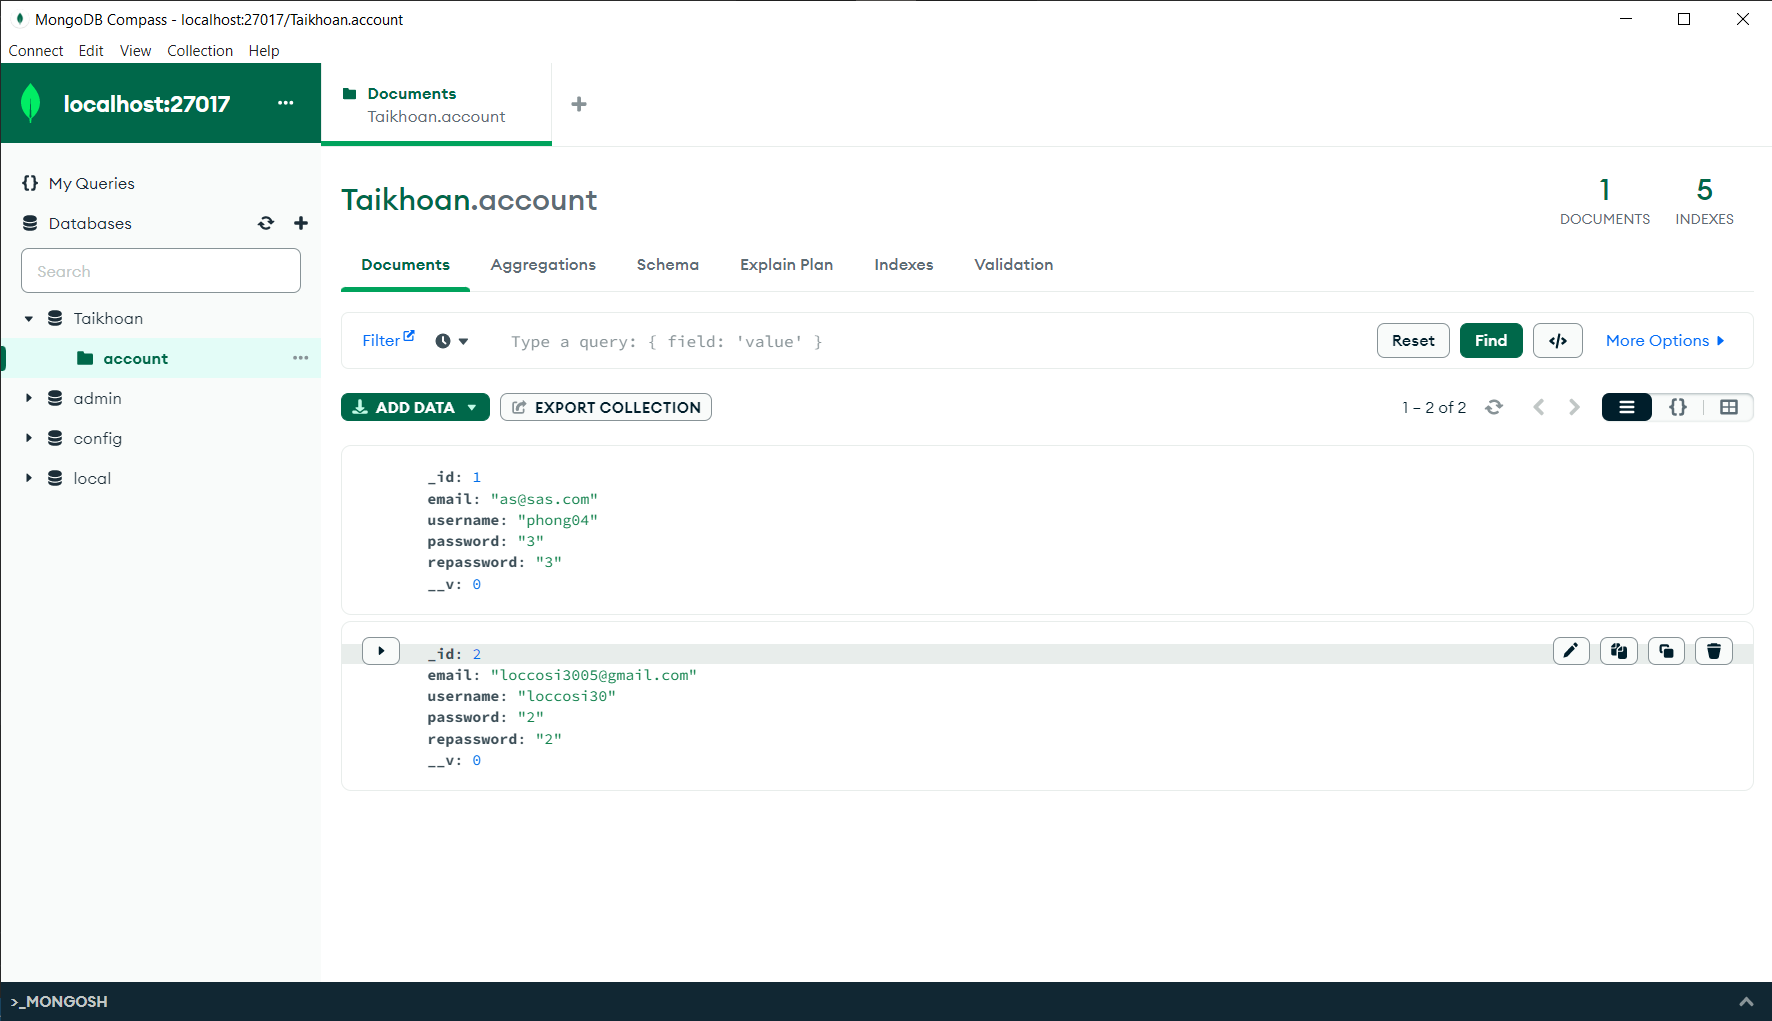 MongoDB Compass - localhost:27017/Taikhoan.account
Connect Edit View Collection Help
localhost:27017 ···
Documents
Taikhoan.account
My Queries
Databases
Search
Taikhoan
account
admin
config
local
Taikhoan.account
1
DOCUMENTS
5
INDEXES
Documents Aggregations Schema Explain Plan Indexes Validation
Filter Type a query: { field: 'value' } Reset Find </> More Options
ADD DATA EXPORT COLLECTION 1 – 2 of 2 {}
_id: 1
email: "as@sas.com"
username: "phong04"
password: "3"
repassword: "3"
__v: 0
_id: 2
email: "loccosi3005@gmail.com"
username: "loccosi30"
password: "2"
repassword: "2"
__v: 0
>_MONGOSH